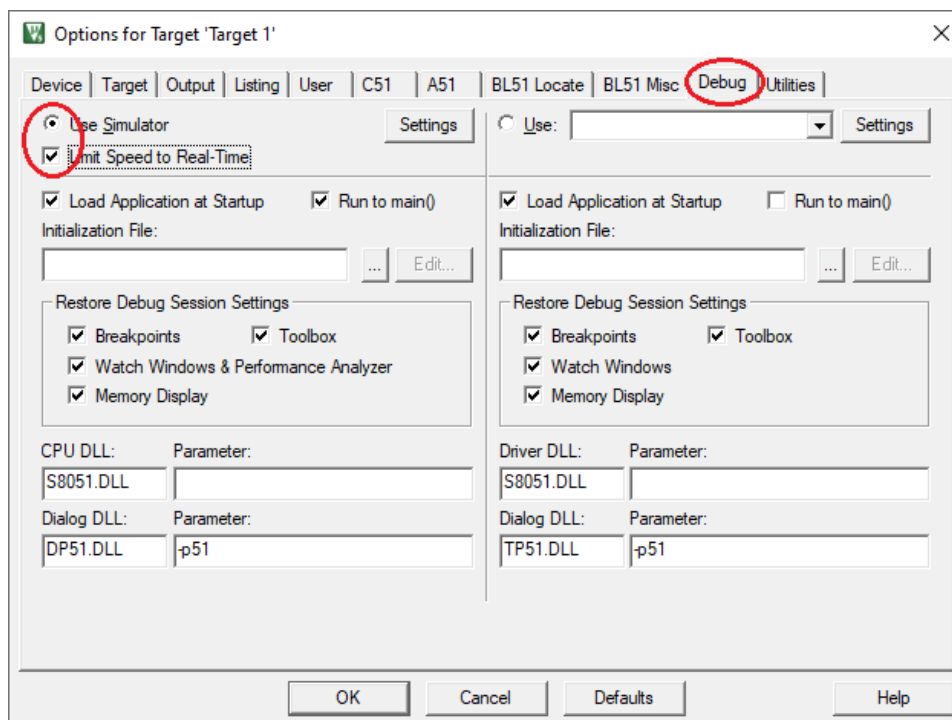 Options for Target 'Target 1'
Device Target Output Listing User C51 A51 BL51 Locate BL51 Misc Debug Utilities
Use Simulator Settings Use: Settings
Limit Speed to Real-Time
Load Application at Startup Run to main() Load Application at Startup Run to main()
Initialization File: Initialization File:
... Edit... ... Edit...
Restore Debug Session Settings Restore Debug Session Settings
Breakpoints Toolbox Breakpoints Toolbox
Watch Windows & Performance Analyzer Watch Windows
Memory Display Memory Display
CPU DLL: Parameter: Driver DLL: Parameter:
S8051.DLL S8051.DLL
Dialog DLL: Parameter: Dialog DLL: Parameter:
DP51.DLL -p51 TP51.DLL -p51
OK Cancel Defaults Help